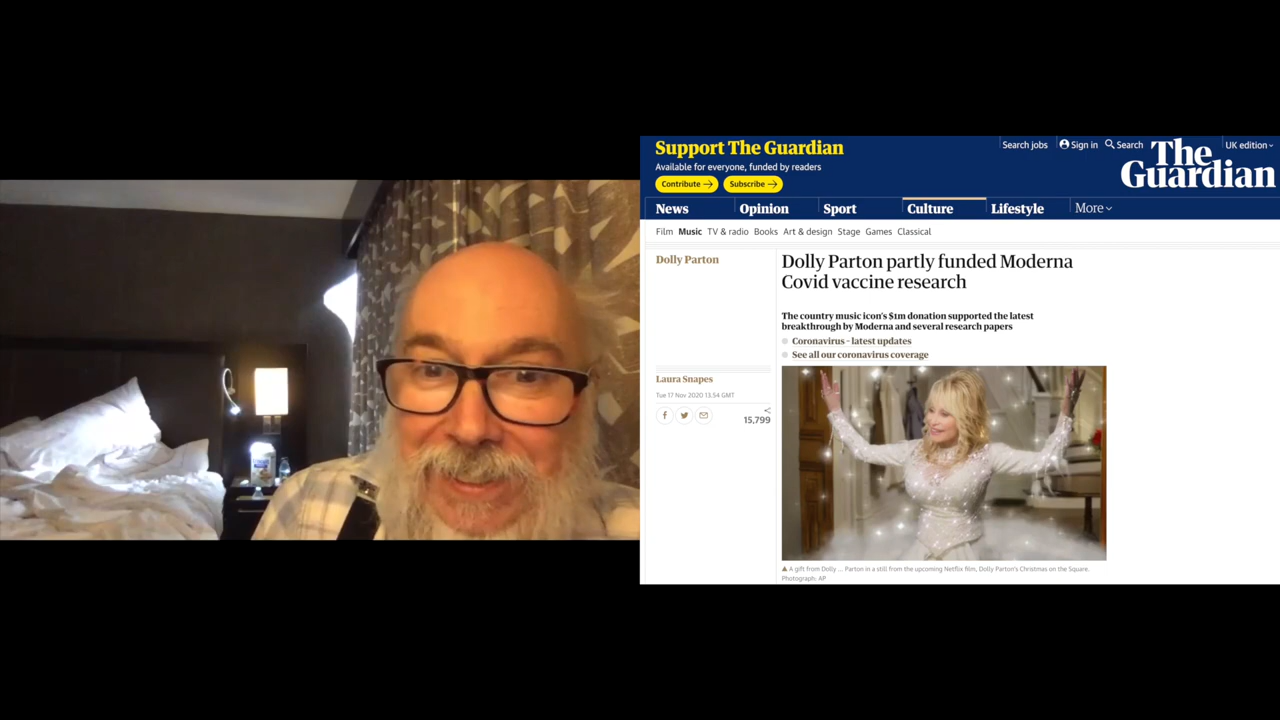 Support The Guardian
Available for everyone, funded by readers
Contribute → Subscribe →
Search jobs Sign in Search UK edition
The Guardian
News Opinion Sport Culture Lifestyle More
Film Music TV & radio Books Art & design Stage Games Classical
Dolly Parton
Dolly Parton partly funded Moderna
Covid vaccine research
The country music icon's $1m donation supported the latest
breakthrough by Moderna and several research papers
Coronavirus - latest updates
See all our coronavirus coverage
Laura Snapes
Tue 17 Nov 2020 13.54 GMT
15,799
A gift from Dolly ... Parton in a still from the upcoming Netflix film, Dolly Parton's Christmas on the Square.
Photograph: AP